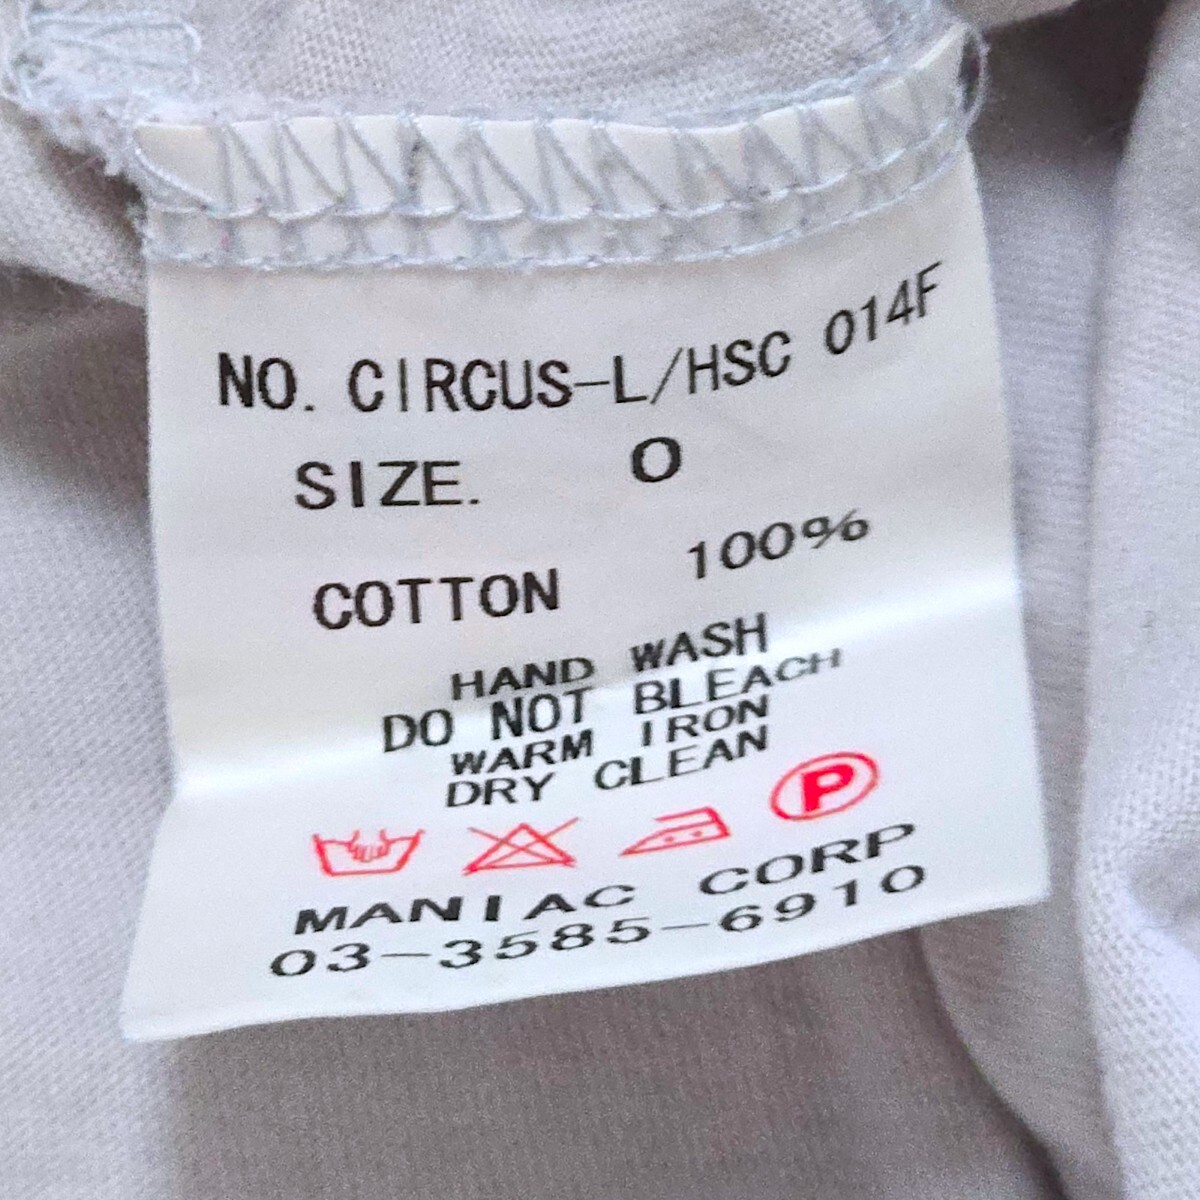 NO. CIRCUS-L/HSC 014F
SIZE. 0
COTTON 100%
HAND WASH
DO NOT BLEACH
WARM IRON
DRY CLEAN
P
MANIAC CORP
03-3585-6910